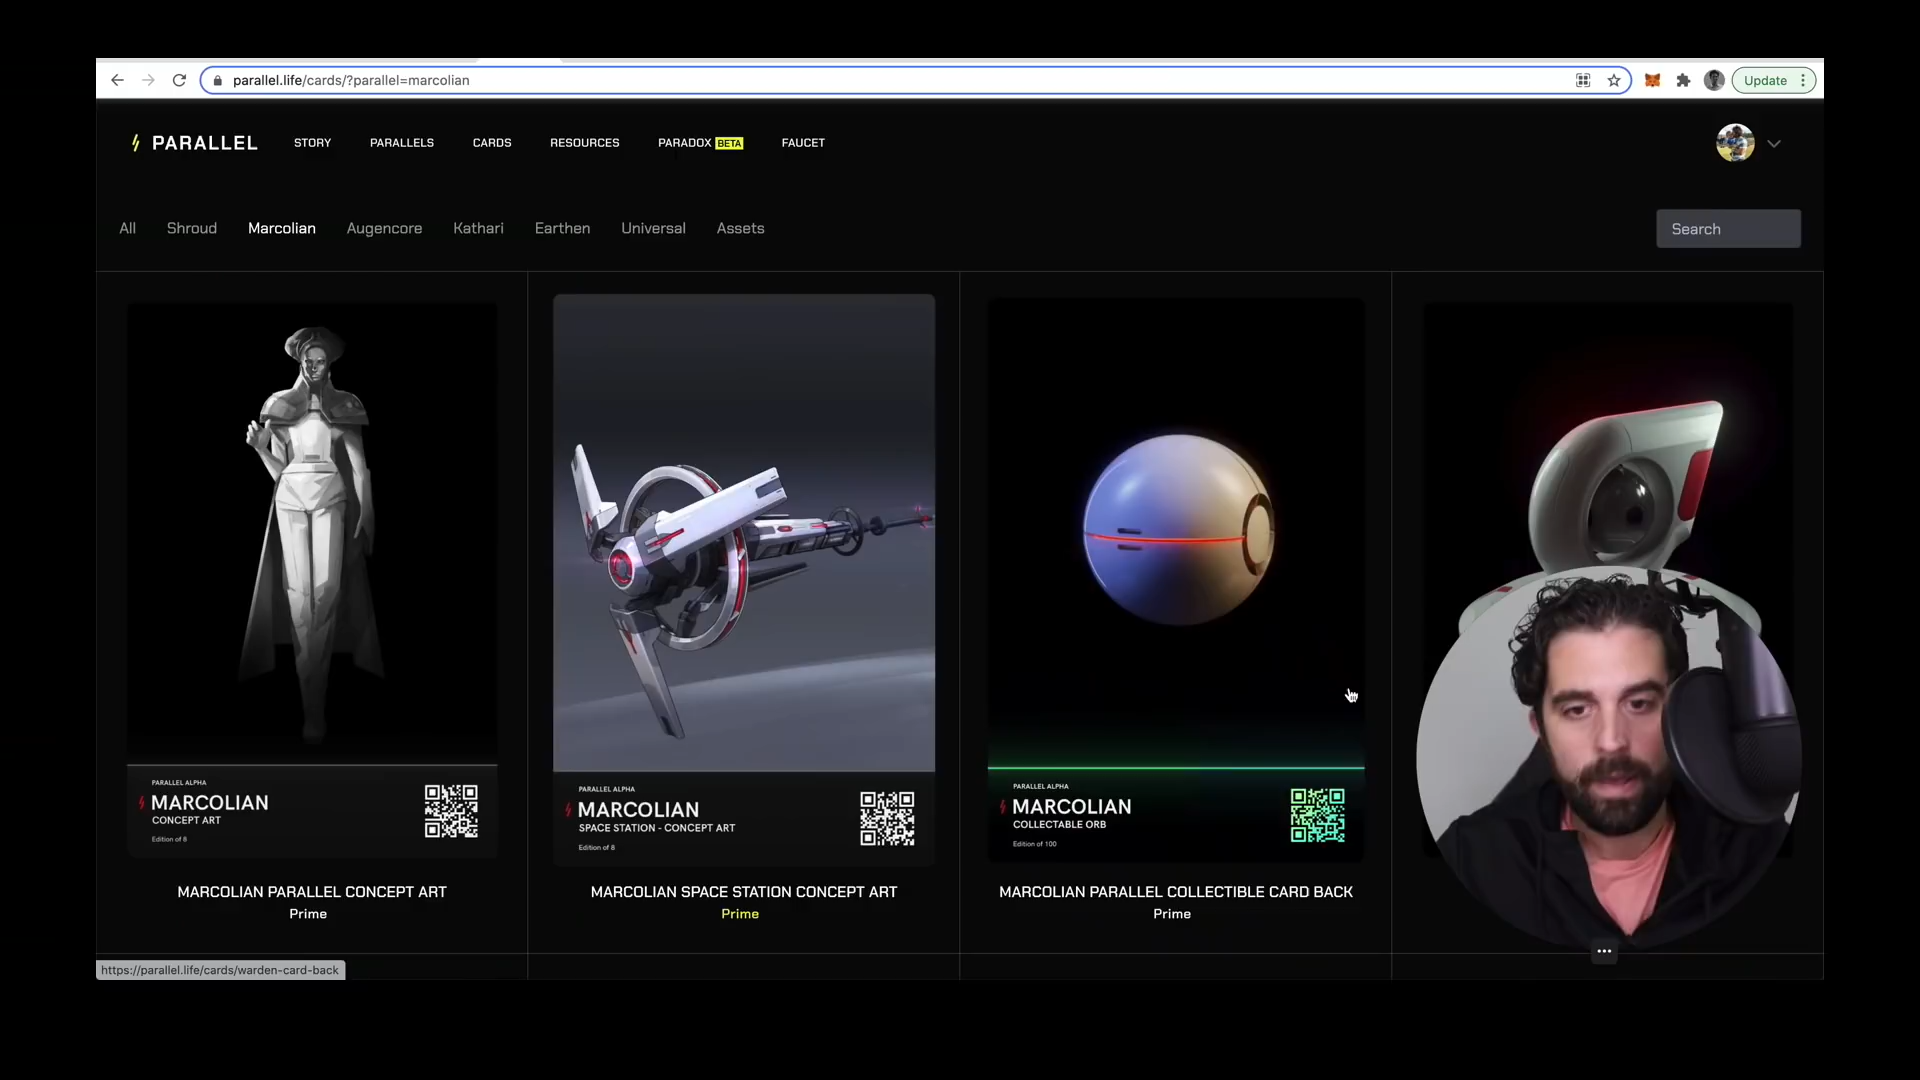 parallel.life/cards/?parallel=marcolian
Update
PARALLEL STORY PARALLELS CARDS RESOURCES PARADOX BETA FAUCET
All Shroud Marcolian Augencore Kathari Earthen Universal Assets Search
PARALLEL ALPHA
MARCOLIAN
CONCEPT ART
Edition of 8
PARALLEL ALPHA
MARCOLIAN
SPACE STATION - CONCEPT ART
Edition of 8
PARALLEL ALPHA
MARCOLIAN
COLLECTABLE ORB
Edition of 100
MARCOLIAN PARALLEL CONCEPT ART
Prime
MARCOLIAN SPACE STATION CONCEPT ART
Prime
MARCOLIAN PARALLEL COLLECTIBLE CARD BACK
Prime
https://parallel.life/cards/warden-card-back